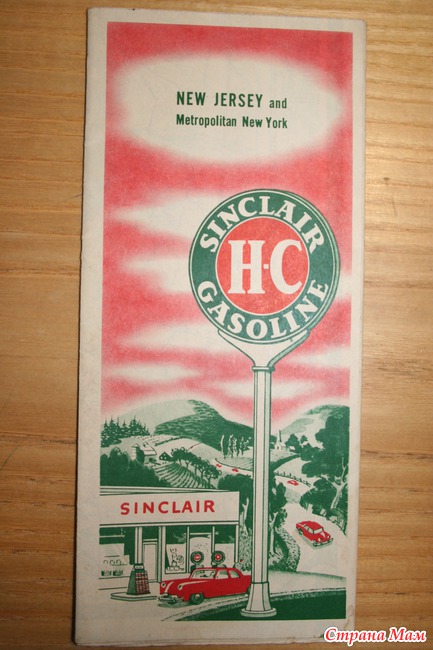 NEW JERSEY and
Metropolitan New York
SINCLAIR
H-C
GASOLINE
SINCLAIR
Страна Мам